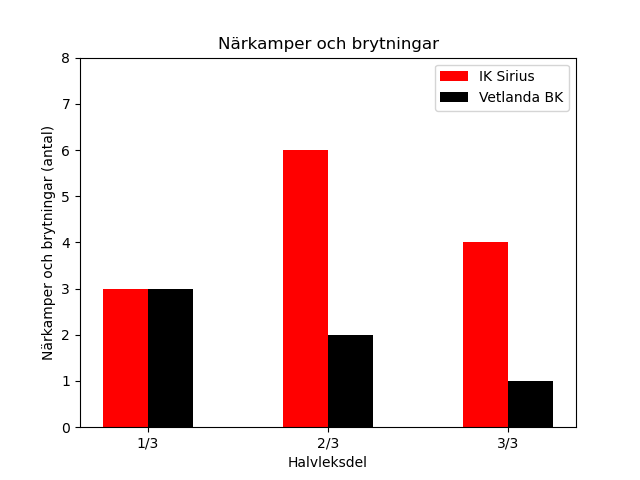 Närkamper och brytningar
IK Sirius
Vetlanda BK
Närkamper och brytningar (antal)
8
7
6
5
4
3
2
1
0
1/3
2/3
3/3
Halvleksdel